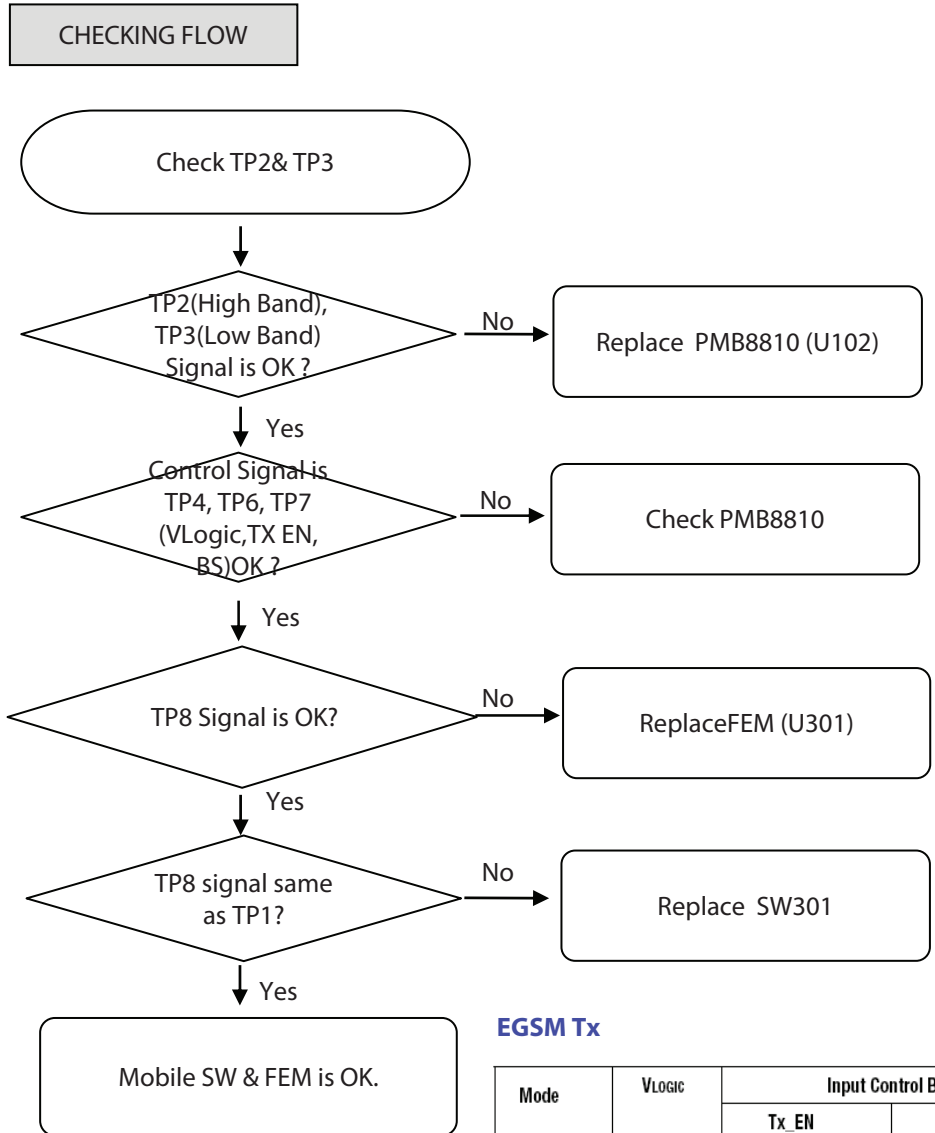 CHECKING FLOW
Check TP2& TP3
TP2(High Band),
TP3(Low Band)
Signal is OK ?
No
Replace PMB8810 (U102)
Yes
Control Signal is
TP4, TP6, TP7
(VLogic,TX EN,
BS)OK ?
No
Check PMB8810
Yes
TP8 Signal is OK?
No
ReplaceFEM (U301)
Yes
TP8 signal same
as TP1?
No
Replace SW301
Yes
Mobile SW & FEM is OK.
EGSM Tx
Mode
VLOGIC
Input Control B
Tx_EN